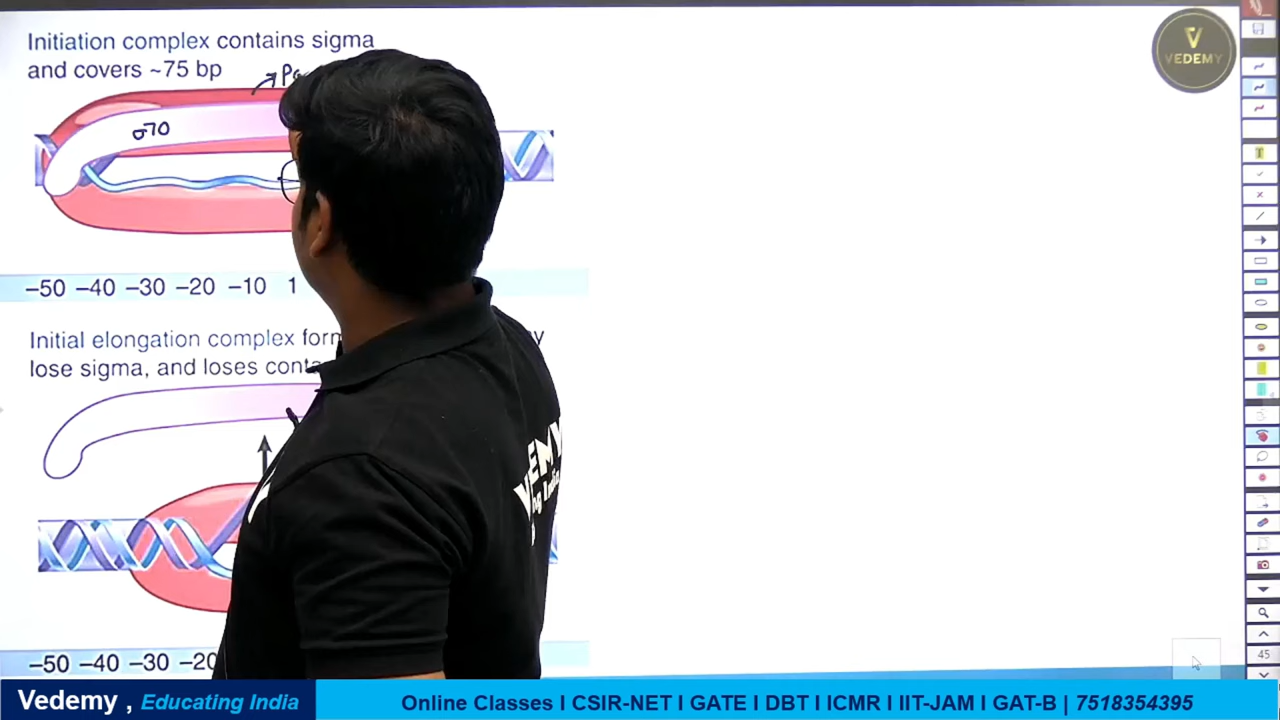 Initiation complex contains sigma
and covers ~75 bp
σ70
-50 -40 -30 -20 -10 1
Initial elongation complex
lose sigma, and loses
-50 -40 -30 -20
VEDEMY
T
45
Vedemy , Educating India
Online Classes I CSIR-NET I GATE I DBT I ICMR I IIT-JAM I GAT-B | 7518354395